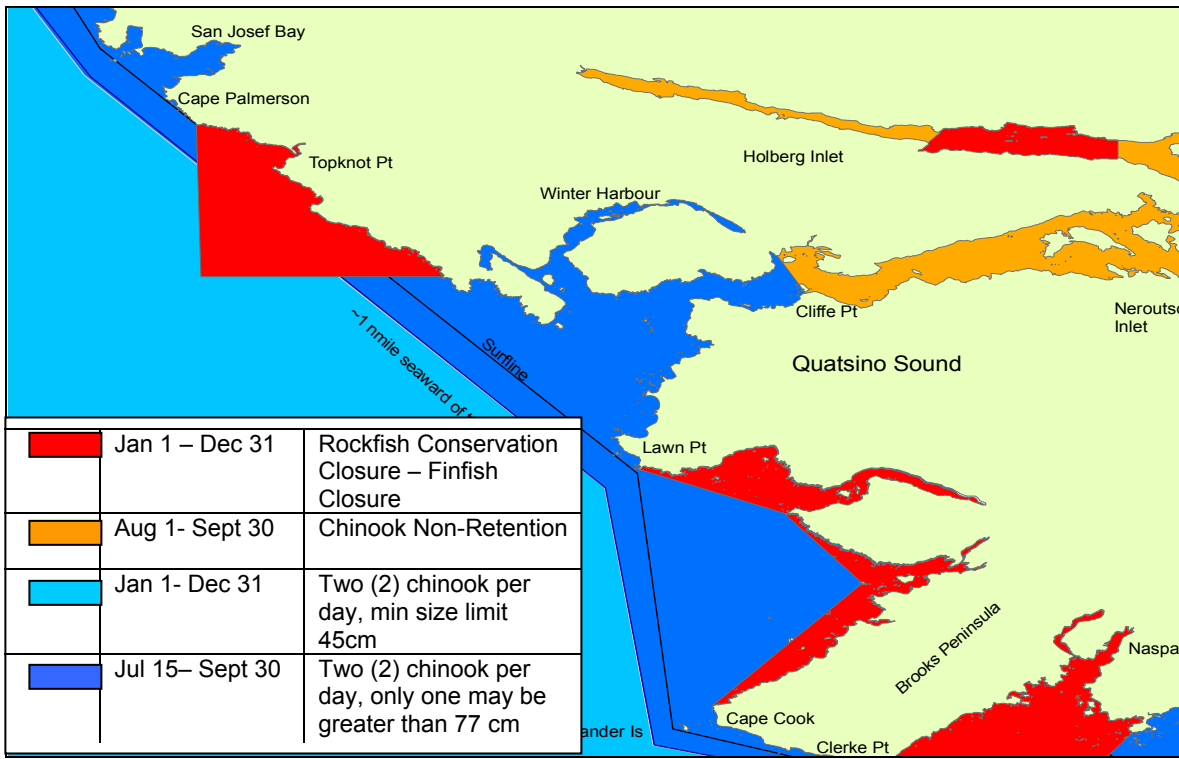 San Josef Bay
Cape Palmerson
Topknot Pt
Holberg Inlet
Winter Harbour
Cliffe Pt
Neroutso
Inlet
Quatsino Sound
~1 nmile seaward of
Surfline
Lawn Pt
Jan 1 – Dec 31
Rockfish Conservation
Closure – Finfish
Closure
Aug 1- Sept 30
Chinook Non-Retention
Jan 1- Dec 31
Two (2) chinook per
day, min size limit
45cm
Jul 15– Sept 30
Two (2) chinook per
day, only one may be
greater than 77 cm
Brooks Peninsula
Naspa
Cape Cook
ander Is
Clerke Pt